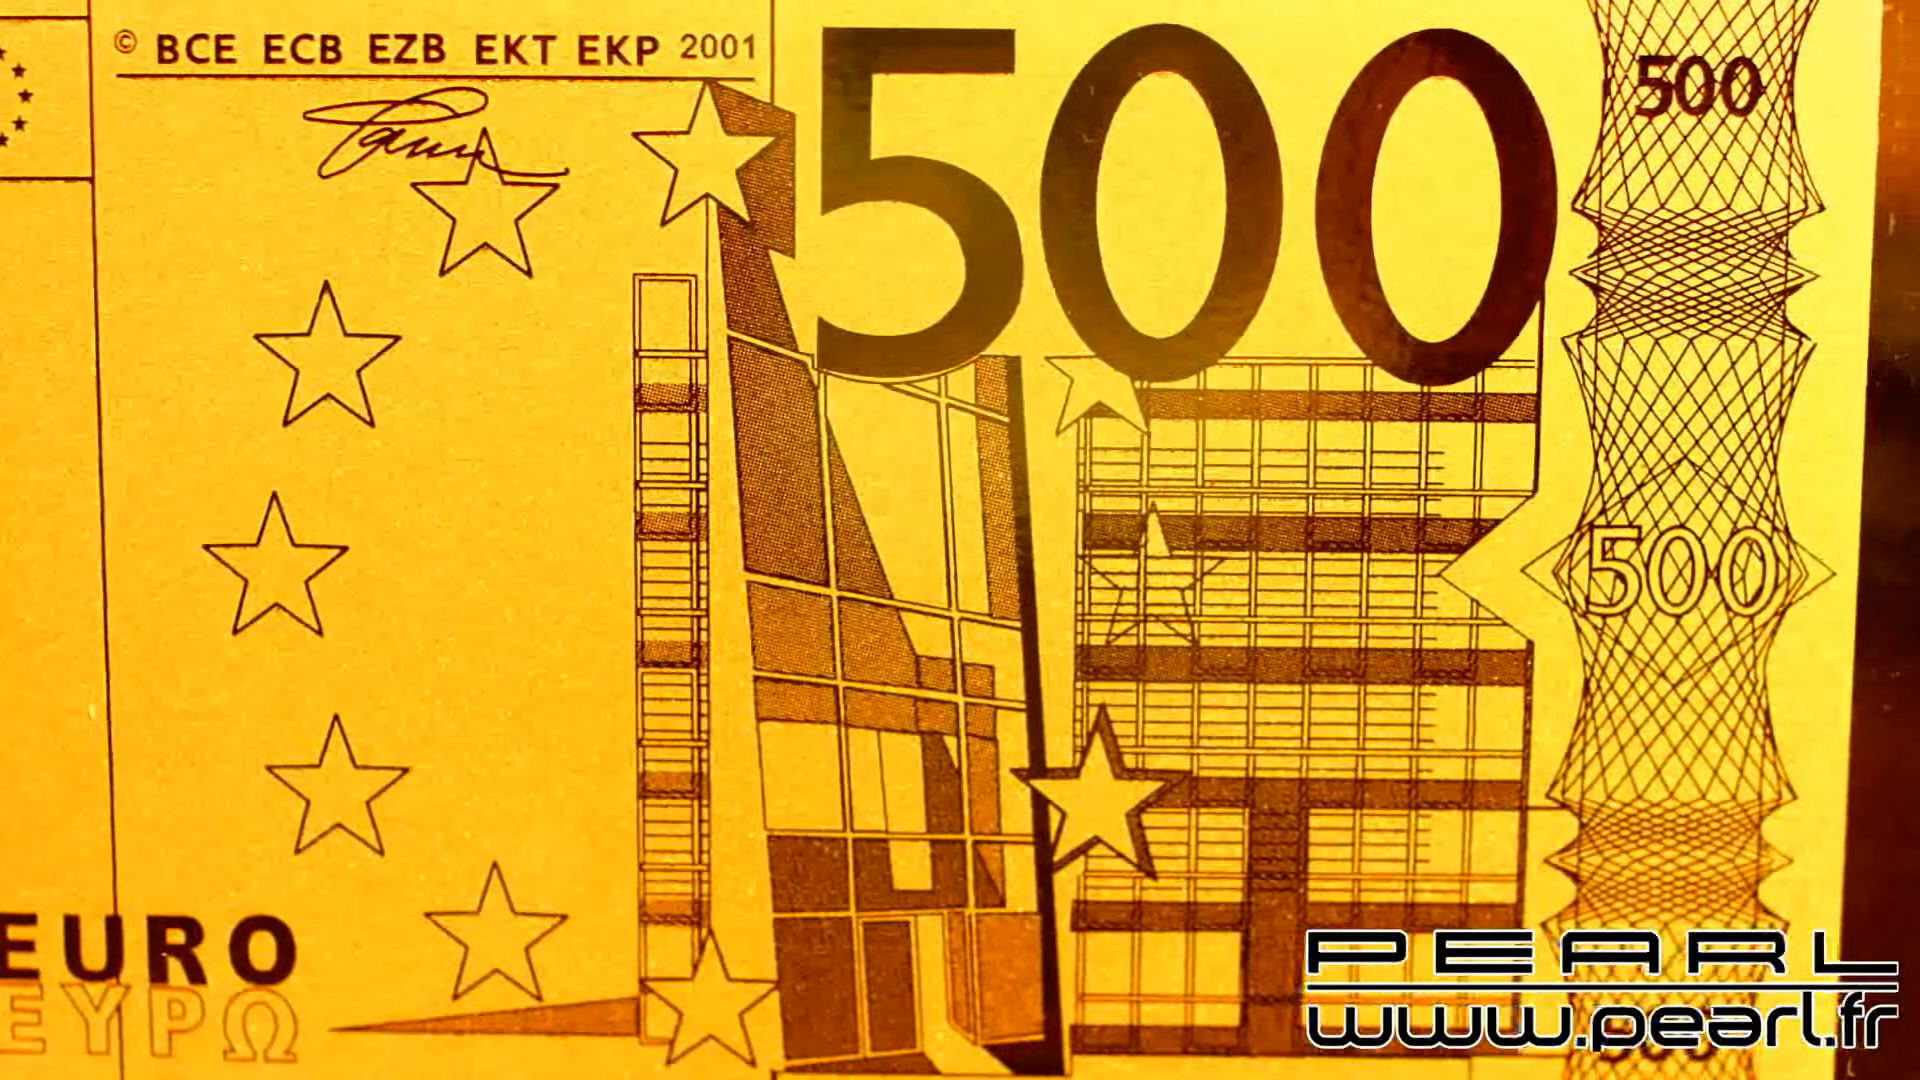 © BCE ECB EZB EKT EKP 2001
500
500
500
EURO
ΕΥΡΩ
PEARL
www.pearl.fr